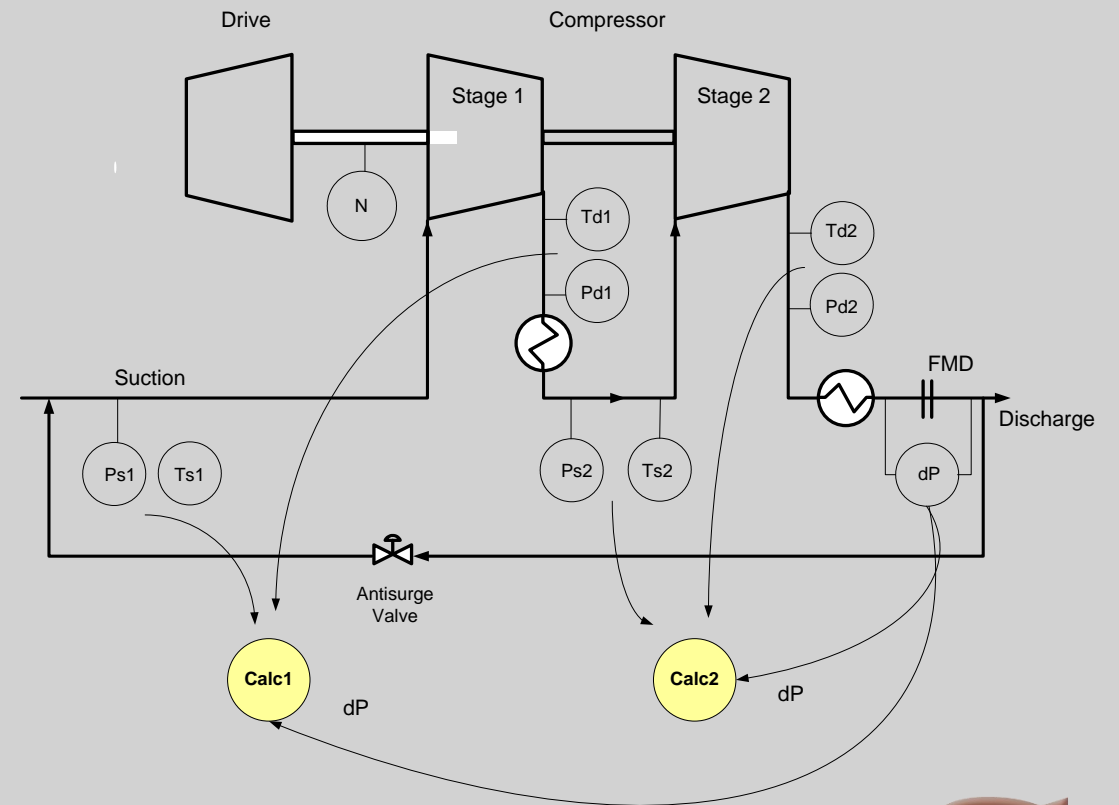 Drive
Compressor
Stage 1
Stage 2
N
Td1
Td2
Pd1
Pd2
Suction
FMD
Discharge
Ps1
Ts1
Ps2
Ts2
dP
Antisurge
Valve
Calc1
Calc2
dP
dP